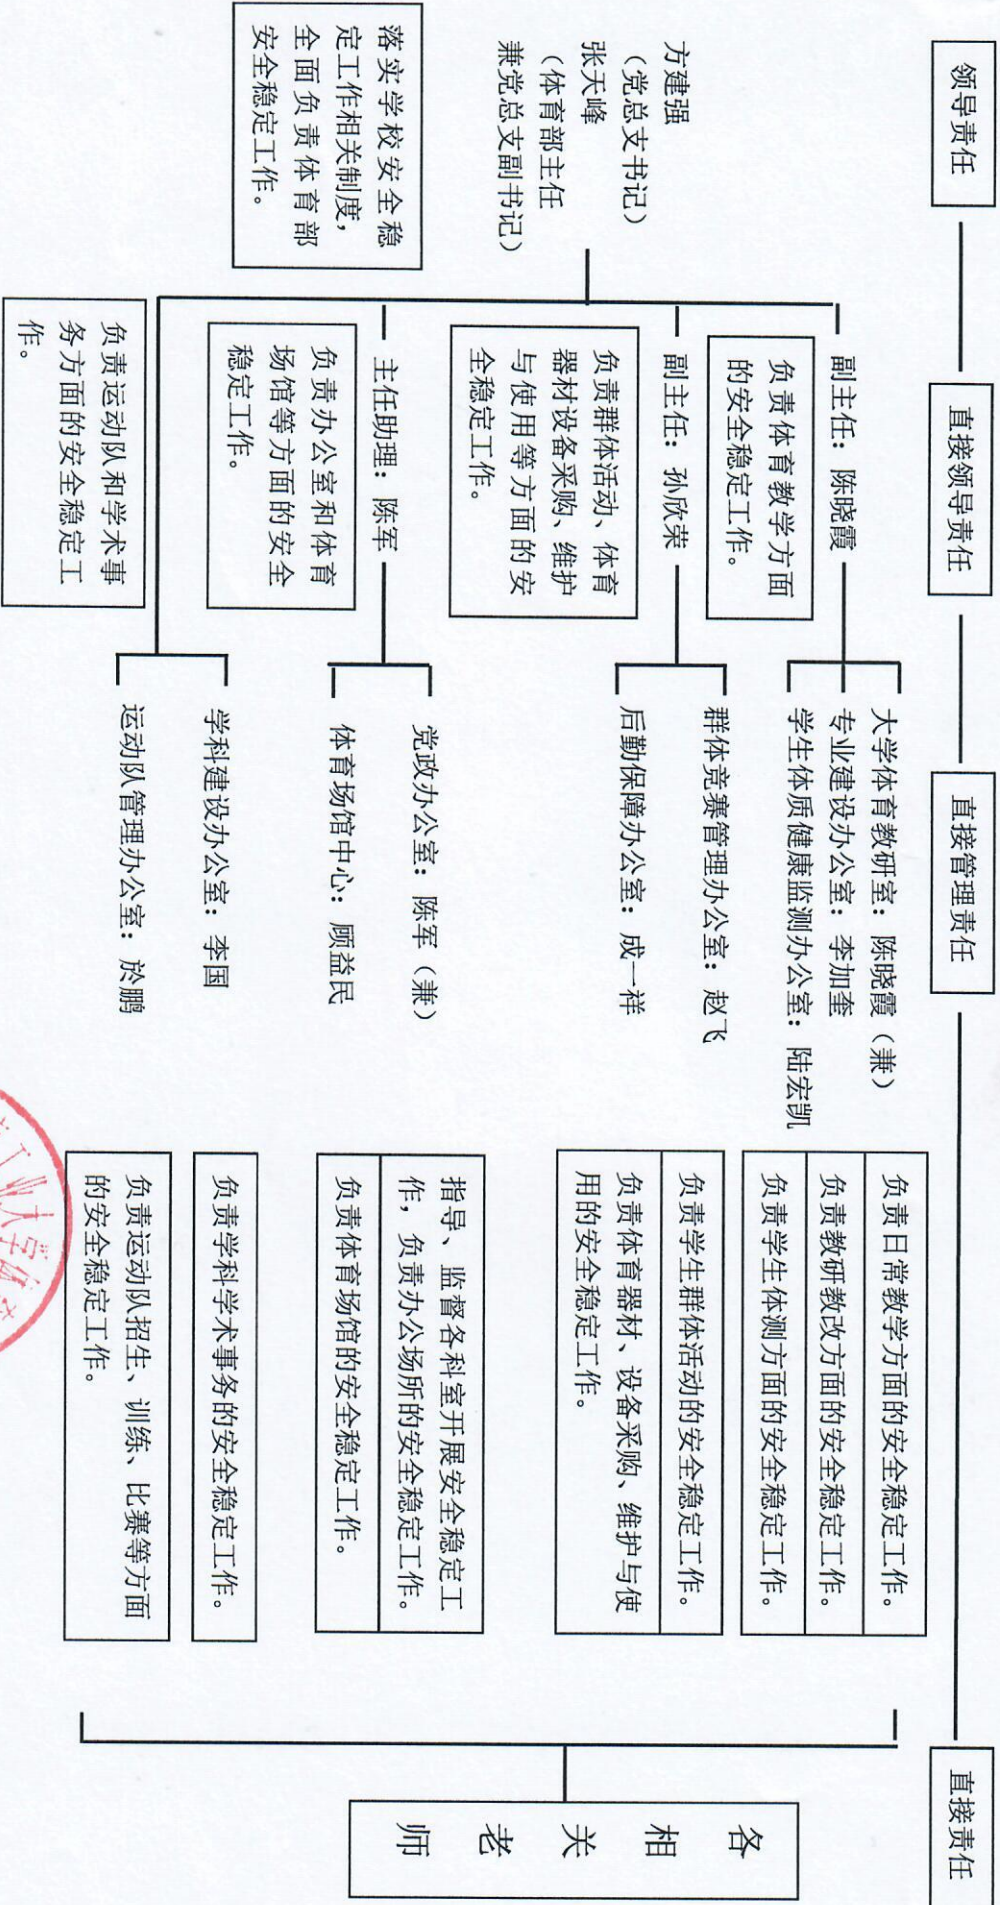 领导责任
直接领导责任
直接管理责任
直接责任
方建强
（党总支书记）
张天峰
（体育部主任
兼党总支副书记）
落实学校安全稳
定工作相关制度，
全面负责体育部
安全稳定工作。
副主任：陈晓霞
负责体育教学方面
的安全稳定工作。
副主任：孙欣荣
负责群体活动、体育
器材设备采购、维护
与使用等方面的安
全稳定工作。
主任助理：陈军
负责办公室和体育
场馆等方面的安全
稳定工作。
负责运动队和学术事
务方面的安全稳定工
作。
大学体育教研室：陈晓霞（兼）
专业建设办公室：李加奎
学生体质健康监测办公室：陆宏凯
群体竞赛管理办公室：赵飞
后勤保障办公室：成一祥
党政办公室：陈军（兼）
体育场馆中心：顾益民
学科建设办公室：李国
运动队管理办公室：於鹏
负责日常教学方面的安全稳定工作。
负责教研教改方面的安全稳定工作。
负责学生体测方面的安全稳定工作。
负责学生群体活动的安全稳定工作。
负责体育器材、设备采购、维护与使
用的安全稳定工作。
指导、监督各科室开展安全稳定工
作，负责办公场所的安全稳定工作。
负责体育场馆的安全稳定工作。
负责学科学术事务的安全稳定工作。
负责运动队招生、训练、比赛等方面
的安全稳定工作。
各相关老师
工业大学